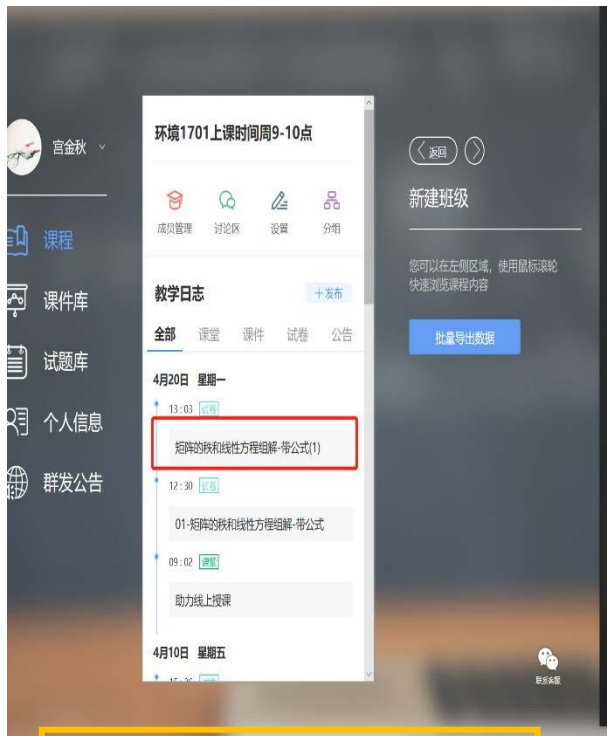 宫金秋
课程
课件库
试题库
个人信息
群发公告
环境1701上课时间周9-10点
成员管理 讨论区 设置 分组
教学日志 +发布
全部 课堂 课件 试卷 公告
4月20日 星期一
13:03 试卷
矩阵的秩和线性方程组解-带公式(1)
12:30 试卷
01-矩阵的秩和线性方程组解-带公式
09:02 课堂
助力线上授课
4月10日 星期五
返回
新建班级
您可以在左侧区域，使用鼠标滚轮
快速浏览课程内容
批量导出数据
联系客服